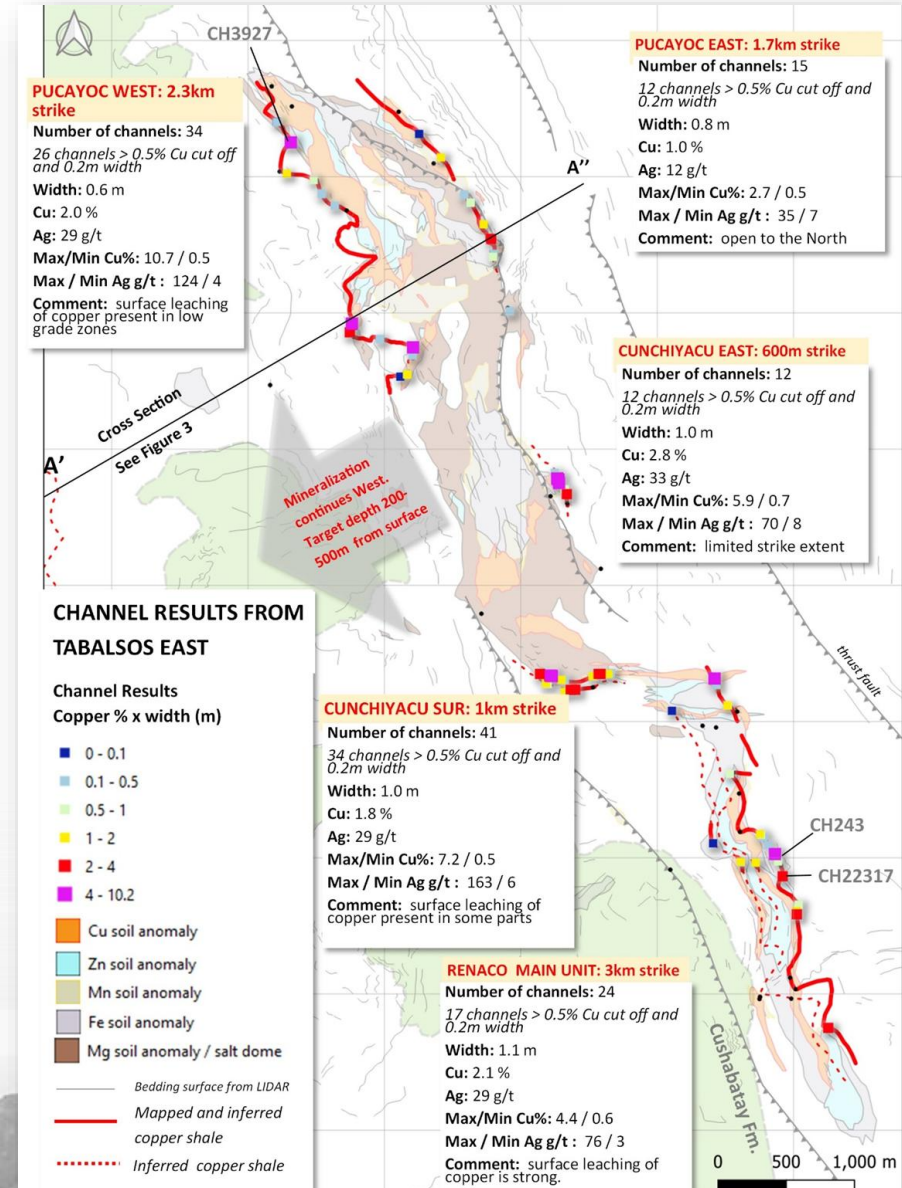 CH3927
PUCAYOC WEST: 2.3km
strike
Number of channels: 34
26 channels > 0.5% Cu cut off
and 0.2m width
Width: 0.6 m
Cu: 2.0 %
Ag: 29 g/t
Max/Min Cu%: 10.7 / 0.5
Max / Min Ag g/t : 124 / 4
Comment: surface leaching
of copper present in low
grade zones
PUCAYOC EAST: 1.7km strike
Number of channels: 15
12 channels > 0.5% Cu cut off and
0.2m width
Width: 0.8 m
Cu: 1.0 %
Ag: 12 g/t
Max/Min Cu%: 2.7 / 0.5
Max / Min Ag g/t : 35 / 7
Comment: open to the North
A’’
CUNCHIYACU EAST: 600m strike
Number of channels: 12
12 channels > 0.5% Cu cut off and
0.2m width
Width: 1.0 m
Cu: 2.8 %
Ag: 33 g/t
Max/Min Cu%: 5.9 / 0.7
Max / Min Ag g/t : 70 / 8
Comment: limited strike extent
Cross Section
See Figure 3
A’
Mineralization
continues West.
Target depth 200-
500m from surface
thrust fault
CHANNEL RESULTS FROM
TABALSOS EAST
Channel Results
Copper % x width (m)
0 - 0.1
0.1 - 0.5
0.5 - 1
1 - 2
2 - 4
4 - 10.2
Cu soil anomaly
Zn soil anomaly
Mn soil anomaly
Fe soil anomaly
Mg soil anomaly / salt dome
Bedding surface from LIDAR
Mapped and inferred
copper shale
Inferred copper shale
CUNCHIYACU SUR: 1km strike
Number of channels: 41
34 channels > 0.5% Cu cut off and
0.2m width
Width: 1.0 m
Cu: 1.8 %
Ag: 29 g/t
Max/Min Cu%: 7.2 / 0.5
Max / Min Ag g/t : 163 / 6
Comment: surface leaching of
copper present in some parts
CH243
CH22317
RENACO MAIN UNIT: 3km strike
Number of channels: 24
17 channels > 0.5% Cu cut off and
0.2m width
Width: 1.1 m
Cu: 2.1 %
Ag: 29 g/t
Max/Min Cu%: 4.4 / 0.6
Max / Min Ag g/t : 76 / 3
Comment: surface leaching of
copper is strong.
Cushabatay Fm.
0 500 1,000 m